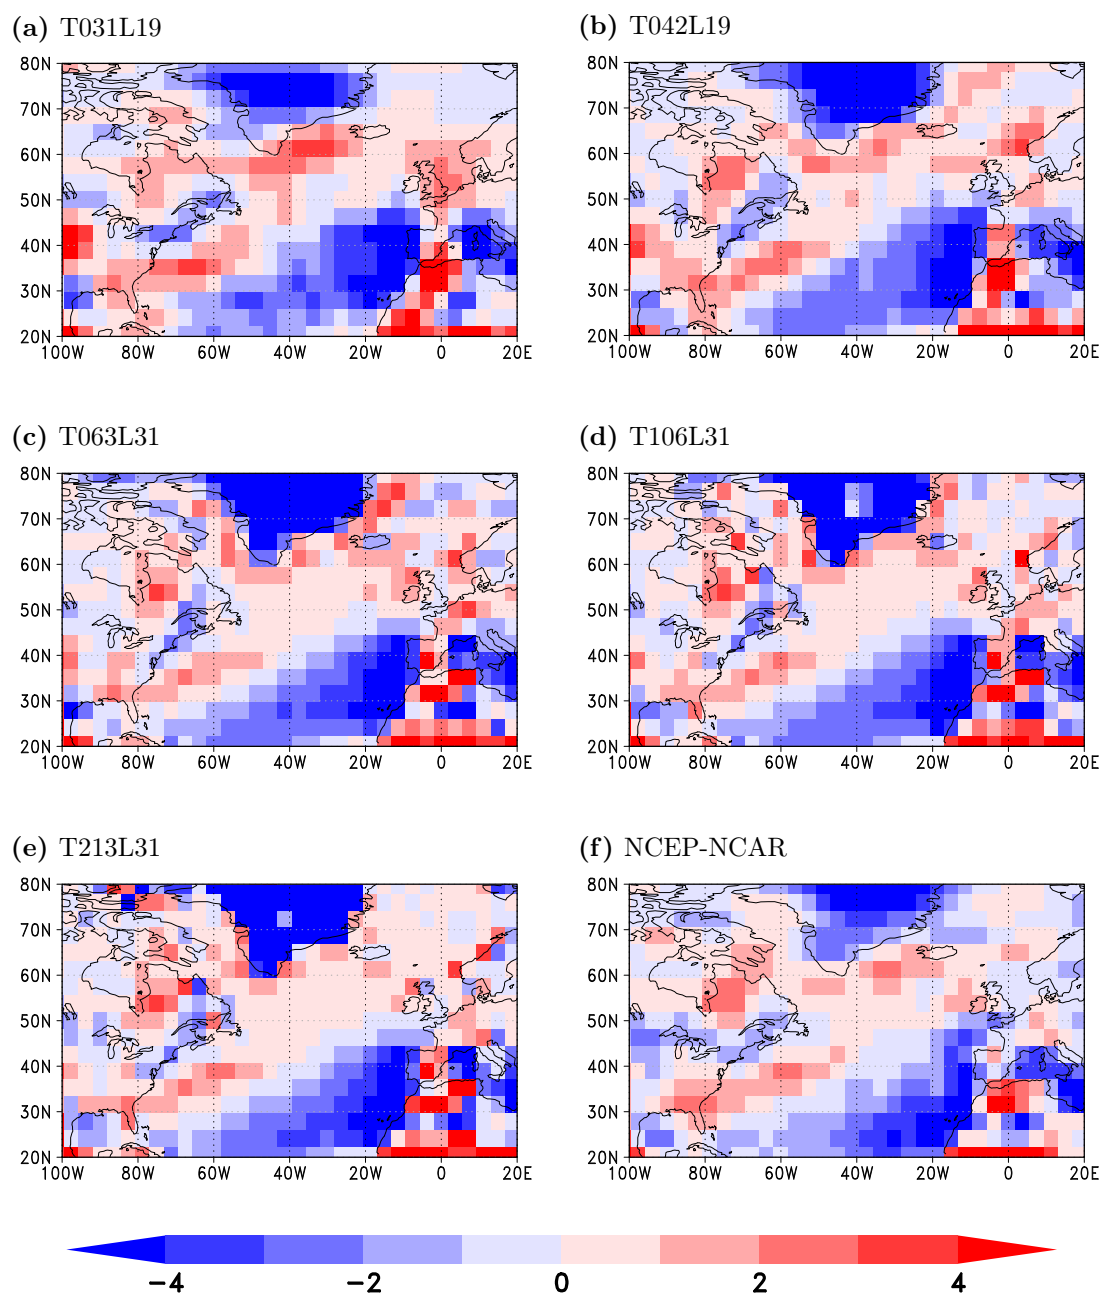 (a) T031L19 (b) T042L19
80N 80N
70N 70N
60N 60N
50N 50N
40N 40N
30N 30N
20N 20N
100W 80W 60W 40W 20W 0 20E 100W 80W 60W 40W 20W 0 20E
(c) T063L31 (d) T106L31
80N 80N
70N 70N
60N 60N
50N 50N
40N 40N
30N 30N
20N 20N
100W 80W 60W 40W 20W 0 20E 100W 80W 60W 40W 20W 0 20E
(e) T213L31 (f) NCEP-NCAR
80N 80N
70N 70N
60N 60N
50N 50N
40N 40N
30N 30N
20N 20N
100W 80W 60W 40W 20W 0 20E 100W 80W 60W 40W 20W 0 20E
−4 −2 0 2 4